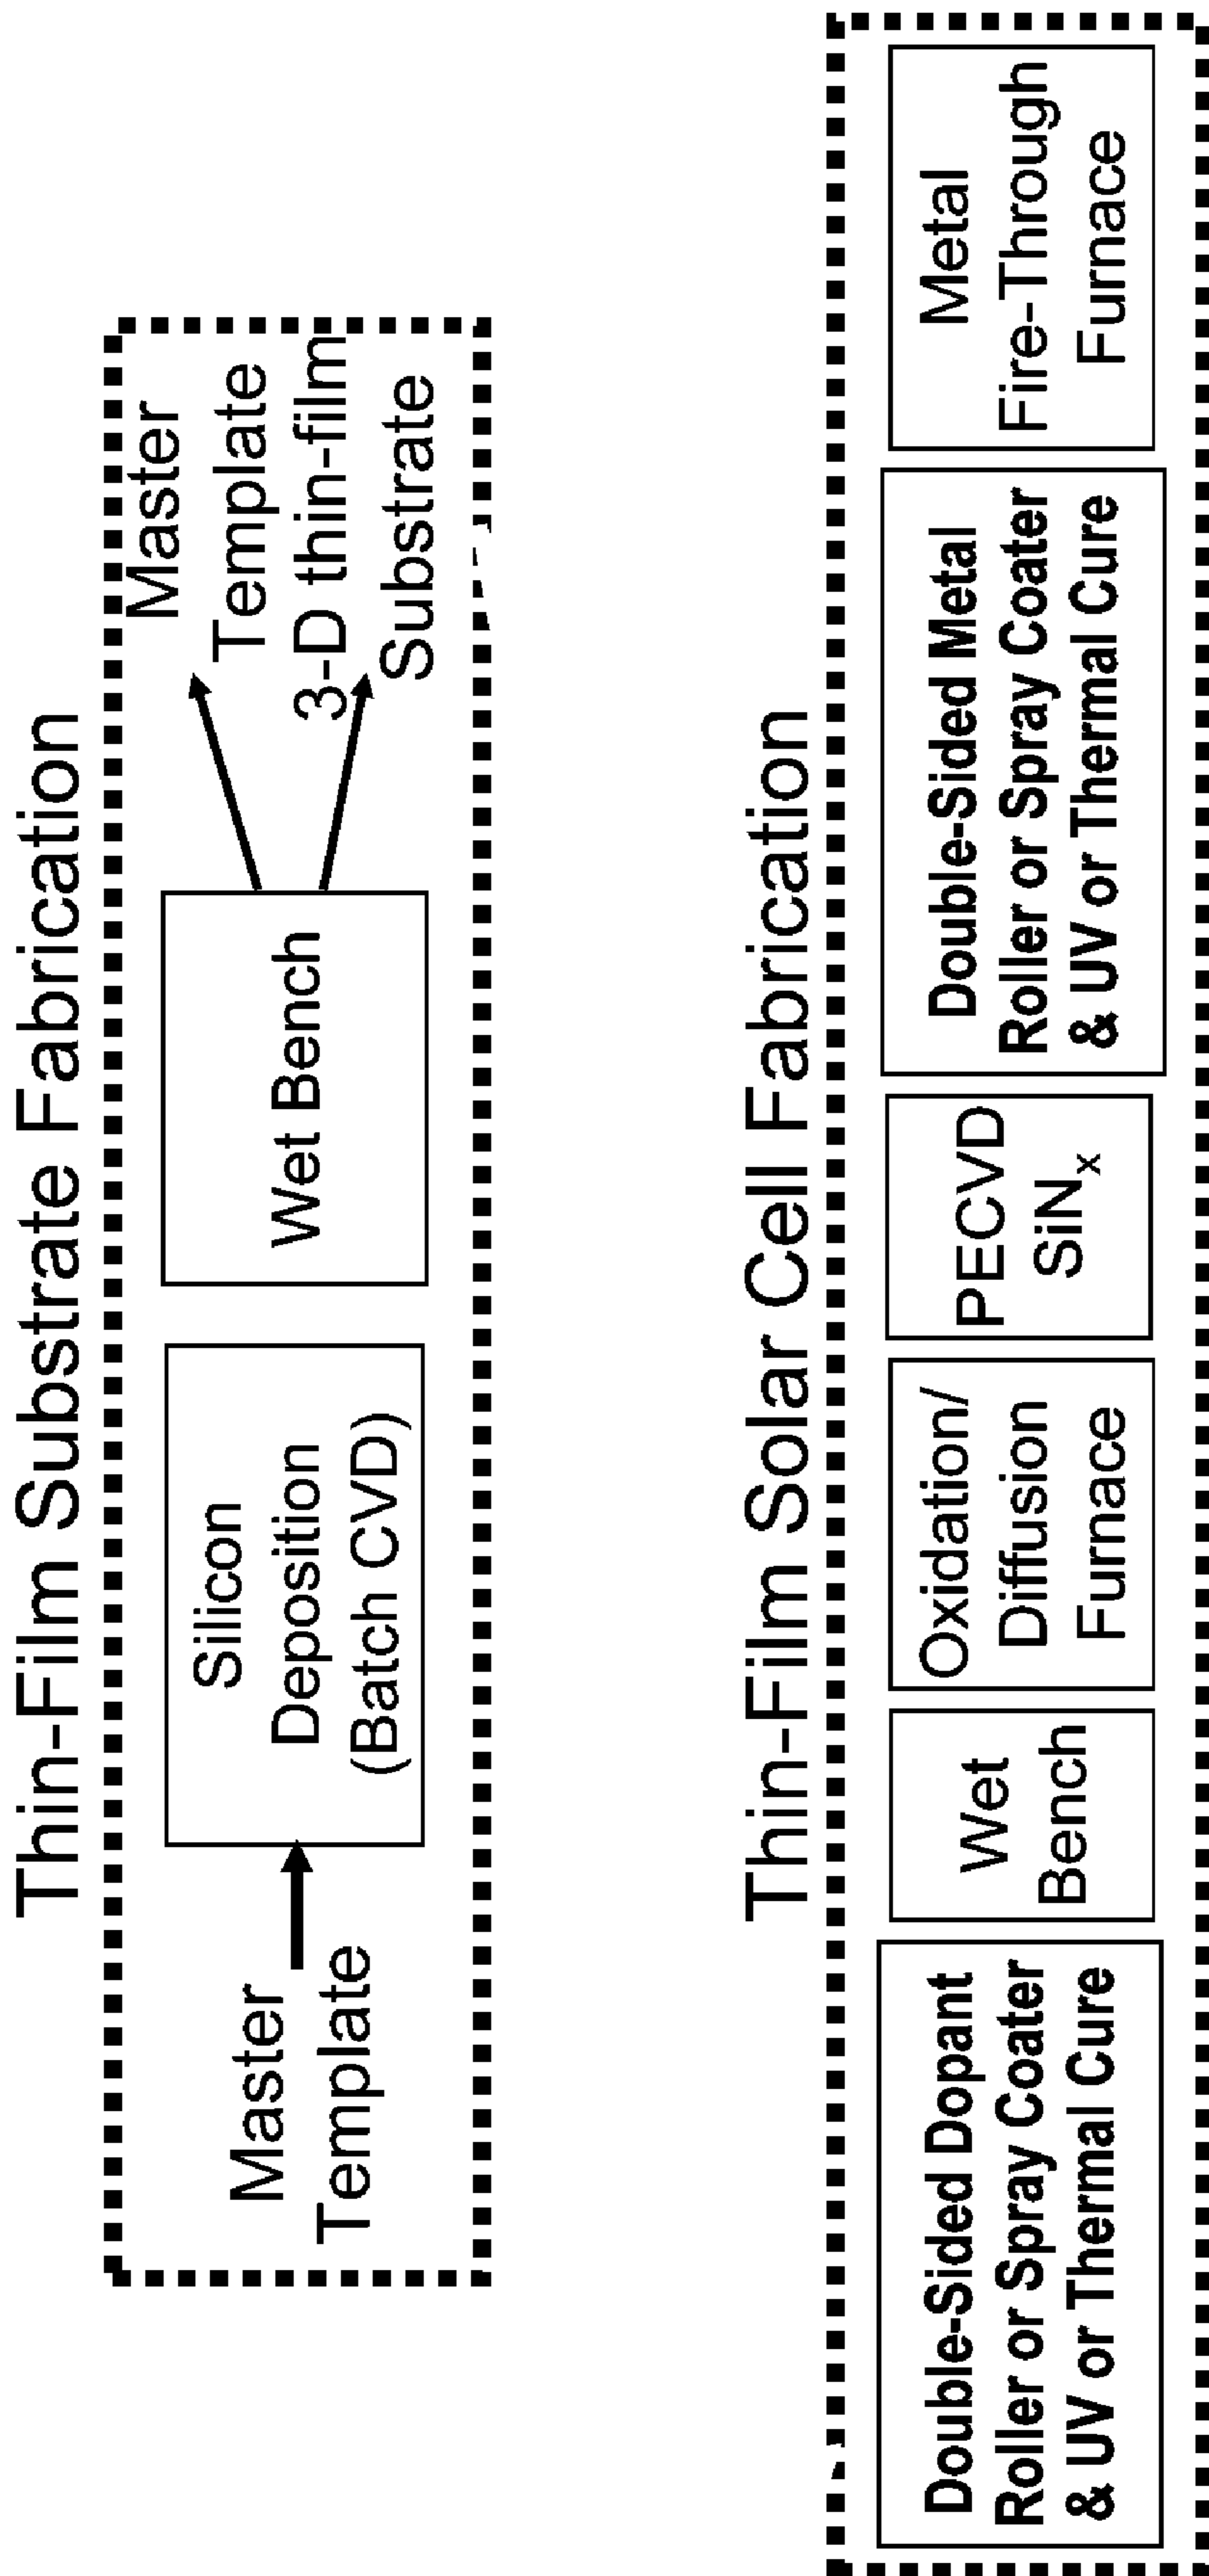 Thin-Film Substrate Fabrication
Master
Template
Silicon
Deposition
(Batch CVD)
Wet Bench
Master
Template
3-D thin-film
Substrate
Thin-Film Solar Cell Fabrication
Double-Sided Dopant
Roller or Spray Coater
& UV or Thermal Cure
Wet
Bench
Oxidation/
Diffusion
Furnace
PECVD
SiNₓ
Double-Sided Metal
Roller or Spray Coater
& UV or Thermal Cure
Metal
Fire-Through
Furnace